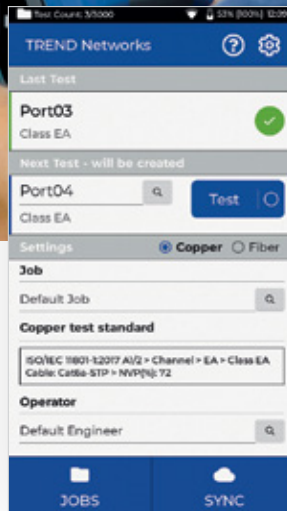 Test Count: 3/5000 53% (100%) 12:09
TREND Networks
Last Test
Port03
Class EA
Next Test - will be created
Port04
Test
Class EA
Settings Copper Fiber
Job
Default Job
Copper test standard
ISO/IEC 11801-1:2017 A1/2 > Channel > EA > Class EA
Cable: Cat6a-STP > NVP(%): 72
Operator
Default Engineer
JOBS SYNC